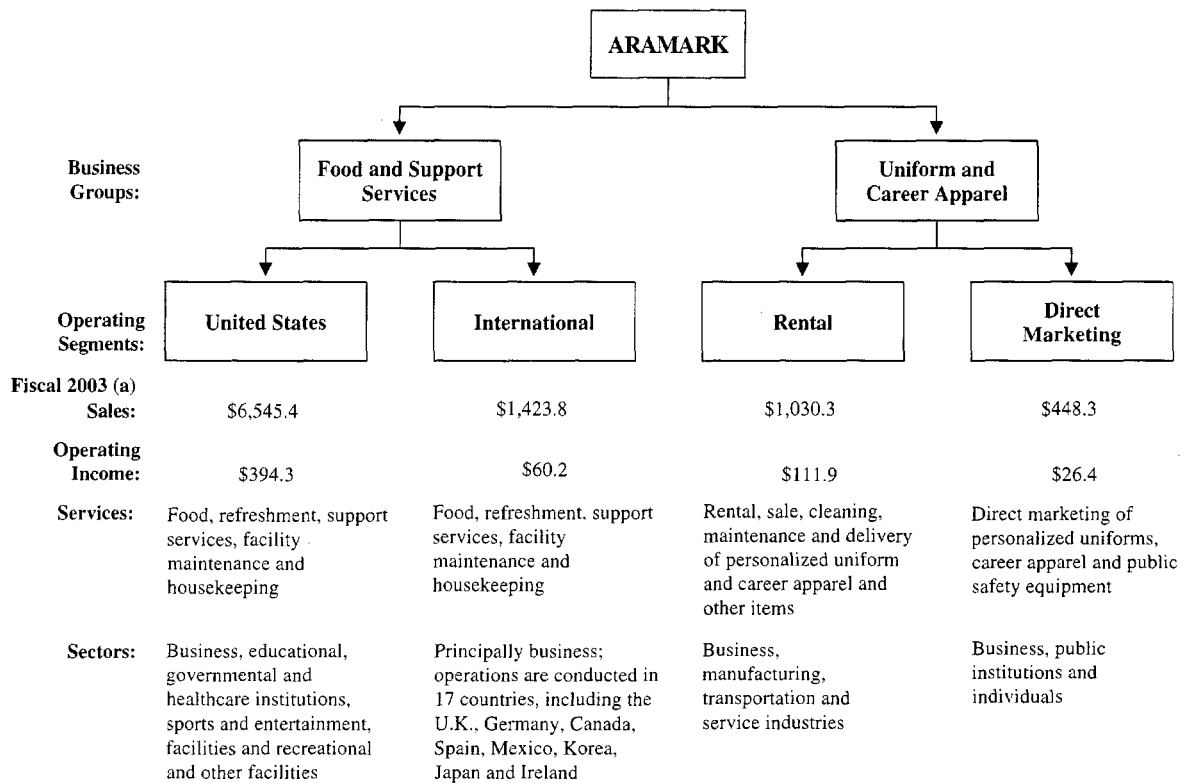 ARAMARK
Business
Groups:
Food and Support
Services
Uniform and
Career Apparel
Operating
Segments:
United States
International
Rental
Direct
Marketing
Fiscal 2003 (a)
Sales:
$6,545.4
$1,423.8
$1,030.3
$448.3
Operating
Income:
$394.3
$60.2
$111.9
$26.4
Services:
Food, refreshment, support
services, facility
maintenance and
housekeeping
Food, refreshment, support
services, facility
maintenance and
housekeeping
Rental, sale, cleaning,
maintenance and delivery
of personalized uniform
and career apparel and
other items
Direct marketing of
personalized uniforms,
career apparel and public
safety equipment
Sectors:
Business, educational,
governmental and
healthcare institutions,
sports and entertainment,
facilities and recreational
and other facilities
Principally business;
operations are conducted in
17 countries, including the
U.K., Germany, Canada,
Spain, Mexico, Korea,
Japan and Ireland
Business,
manufacturing,
transportation and
service industries
Business, public
institutions and
individuals